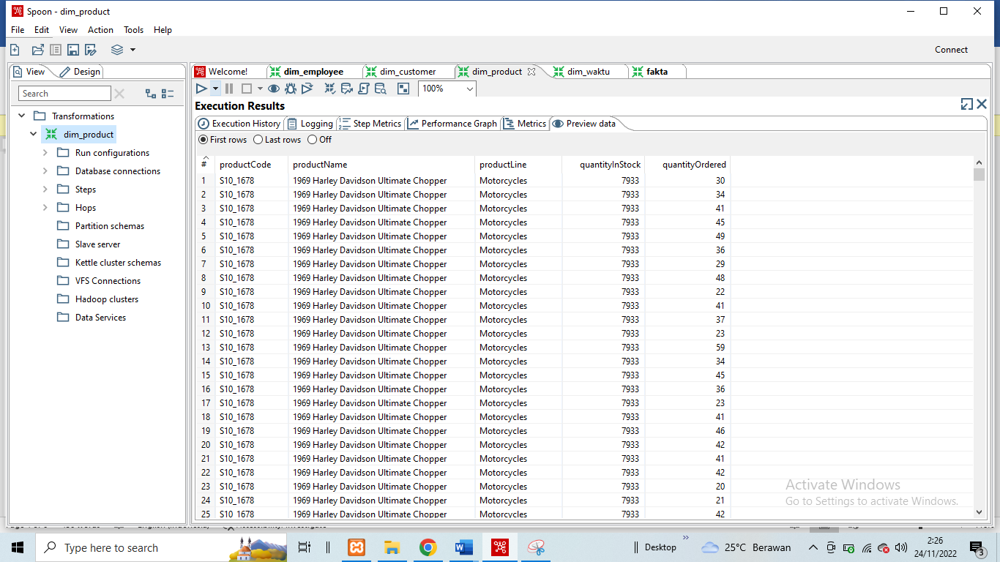 Spoon - dim_product
File Edit View Action Tools Help
Connect
View Design
Welcome! dim_employee dim_customer dim_product dim_waktu fakta
Search
100%
Execution Results
Execution History Logging Step Metrics Performance Graph Metrics Preview data
First rows Last rows Off
Transformations
dim_product
Run configurations
Database connections
Steps
Hops
Partition schemas
Slave server
Kettle cluster schemas
VFS Connections
Hadoop clusters
Data Services
# productCode productName productLine quantityInStock quantityOrdered
1 S10_1678 1969 Harley Davidson Ultimate Chopper Motorcycles 7933 30
2 S10_1678 1969 Harley Davidson Ultimate Chopper Motorcycles 7933 34
3 S10_1678 1969 Harley Davidson Ultimate Chopper Motorcycles 7933 41
4 S10_1678 1969 Harley Davidson Ultimate Chopper Motorcycles 7933 45
5 S10_1678 1969 Harley Davidson Ultimate Chopper Motorcycles 7933 49
6 S10_1678 1969 Harley Davidson Ultimate Chopper Motorcycles 7933 36
7 S10_1678 1969 Harley Davidson Ultimate Chopper Motorcycles 7933 29
8 S10_1678 1969 Harley Davidson Ultimate Chopper Motorcycles 7933 48
9 S10_1678 1969 Harley Davidson Ultimate Chopper Motorcycles 7933 22
10 S10_1678 1969 Harley Davidson Ultimate Chopper Motorcycles 7933 41
11 S10_1678 1969 Harley Davidson Ultimate Chopper Motorcycles 7933 37
12 S10_1678 1969 Harley Davidson Ultimate Chopper Motorcycles 7933 23
13 S10_1678 1969 Harley Davidson Ultimate Chopper Motorcycles 7933 59
14 S10_1678 1969 Harley Davidson Ultimate Chopper Motorcycles 7933 34
15 S10_1678 1969 Harley Davidson Ultimate Chopper Motorcycles 7933 45
16 S10_1678 1969 Harley Davidson Ultimate Chopper Motorcycles 7933 36
17 S10_1678 1969 Harley Davidson Ultimate Chopper Motorcycles 7933 23
18 S10_1678 1969 Harley Davidson Ultimate Chopper Motorcycles 7933 41
19 S10_1678 1969 Harley Davidson Ultimate Chopper Motorcycles 7933 46
20 S10_1678 1969 Harley Davidson Ultimate Chopper Motorcycles 7933 42
21 S10_1678 1969 Harley Davidson Ultimate Chopper Motorcycles 7933 41
22 S10_1678 1969 Harley Davidson Ultimate Chopper Motorcycles 7933 42
23 S10_1678 1969 Harley Davidson Ultimate Chopper Motorcycles 7933 20
24 S10_1678 1969 Harley Davidson Ultimate Chopper Motorcycles 7933 21
25 S10_1678 1969 Harley Davidson Ultimate Chopper Motorcycles 7933 42
Activate Windows
Go to Settings to activate Windows.
Type here to search
Desktop
25°C Berawan
2:26
24/11/2022
3